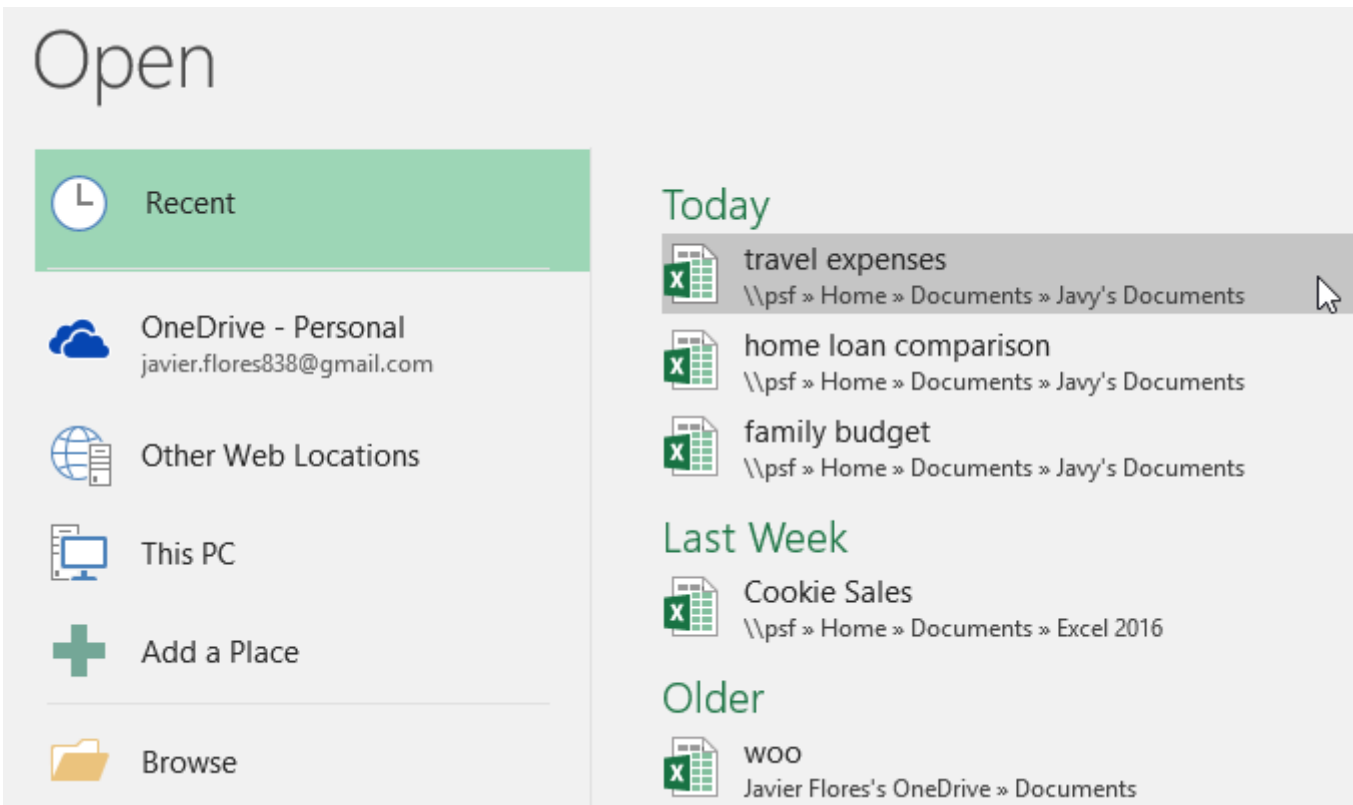 Open
Recent
OneDrive - Personal
javier.flores838@gmail.com
Other Web Locations
This PC
Add a Place
Browse
Today
travel expenses
\\psf » Home » Documents » Javy's Documents
home loan comparison
\\psf » Home » Documents » Javy's Documents
family budget
\\psf » Home » Documents » Javy's Documents
Last Week
Cookie Sales
\\psf » Home » Documents » Excel 2016
Older
woo
Javier Flores's OneDrive » Documents